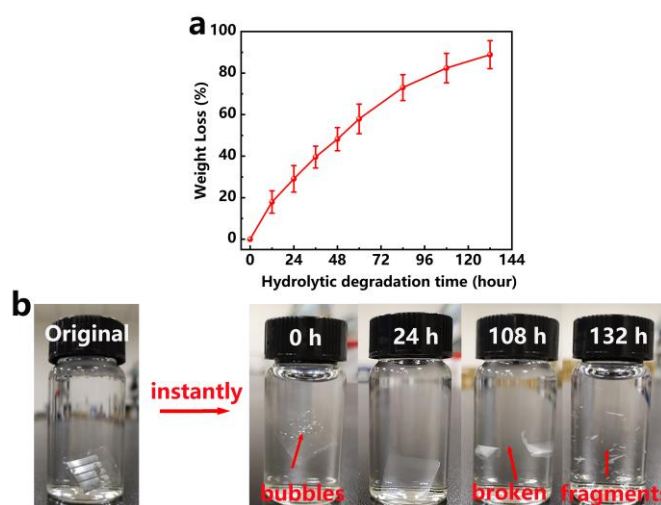 a
100
80
60
40
20
0
Weight Loss (%)
0 24 48 72 96 120 144
Hydrolytic degradation time (hour)
b
Original
instantly
0 h
bubbles
24 h
108 h
broken
132 h
fragments